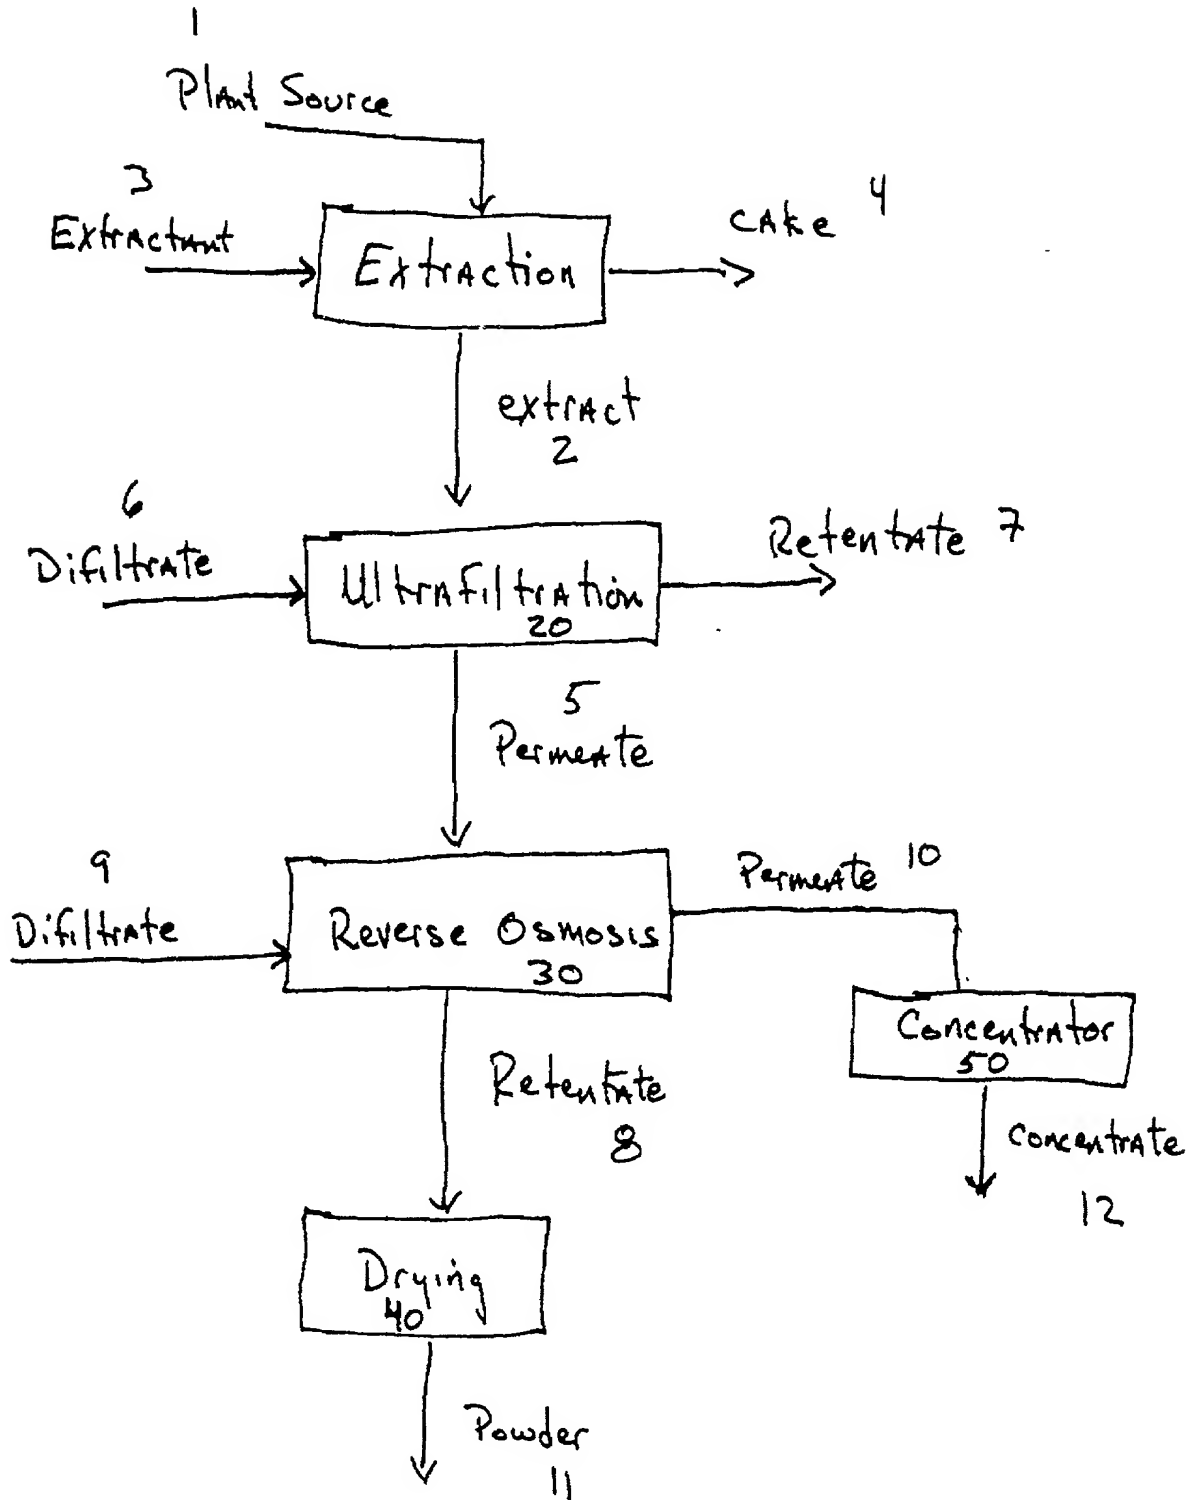 1
Plant Source
3
Extractant
Extraction
cake 4
extract
2
6
Difiltrate
Ultrafiltration
20
Retentate 7
5
Permeate
9
Difiltrate
Reverse Osmosis
30
Permeate 10
Concentrator
50
Retentate
8
concentrate
12
Drying
40
Powder
11